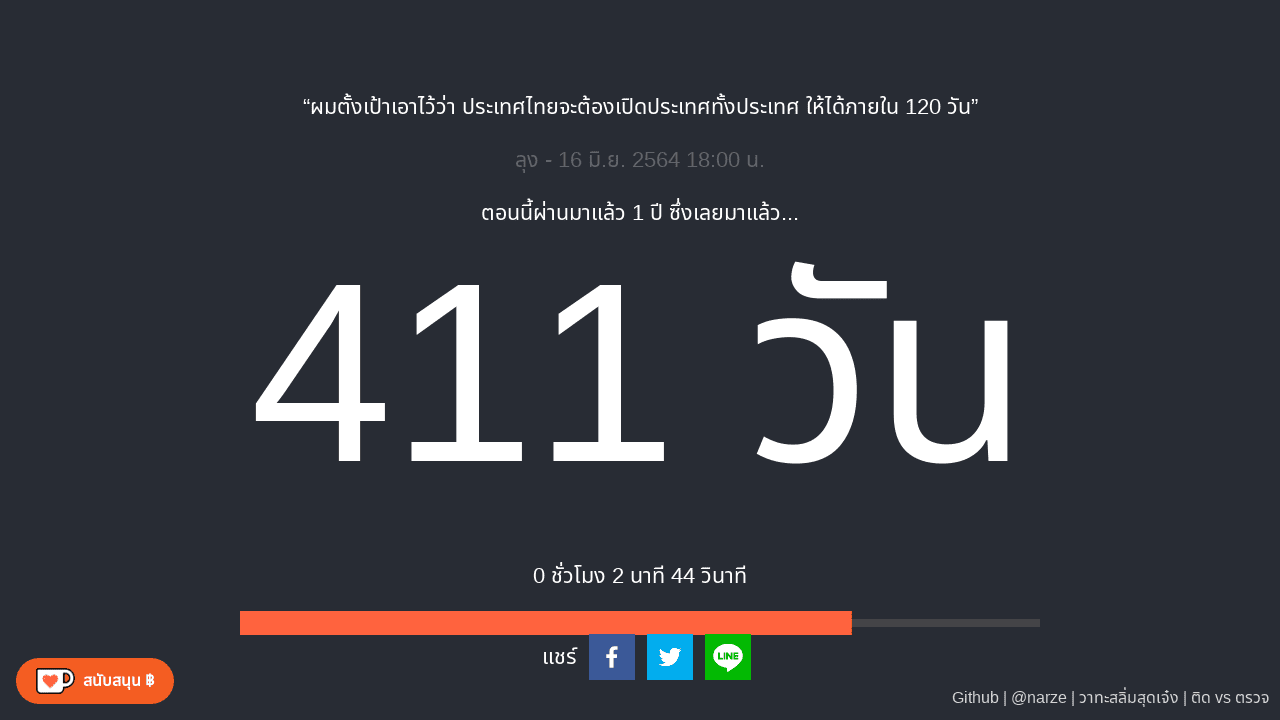 “ผมตั้งเป้าเอาไว้ว่า ประเทศไทยจะต้องเปิดประเทศทั้งประเทศ ให้ได้ภายใน 120 วัน”
ลุง - 16 มิ.ย. 2564 18:00 น.
ตอนนี้ผ่านมาแล้ว 1 ปี ซึ่งเลยมาแล้ว...
411 วัน
0 ชั่วโมง 2 นาที 44 วินาที
แชร์
LINE
สนับสนุน ฿
Github | @narze | วาทะสลิ่มสุดเจ๋ง | ติด vs ตรวจ